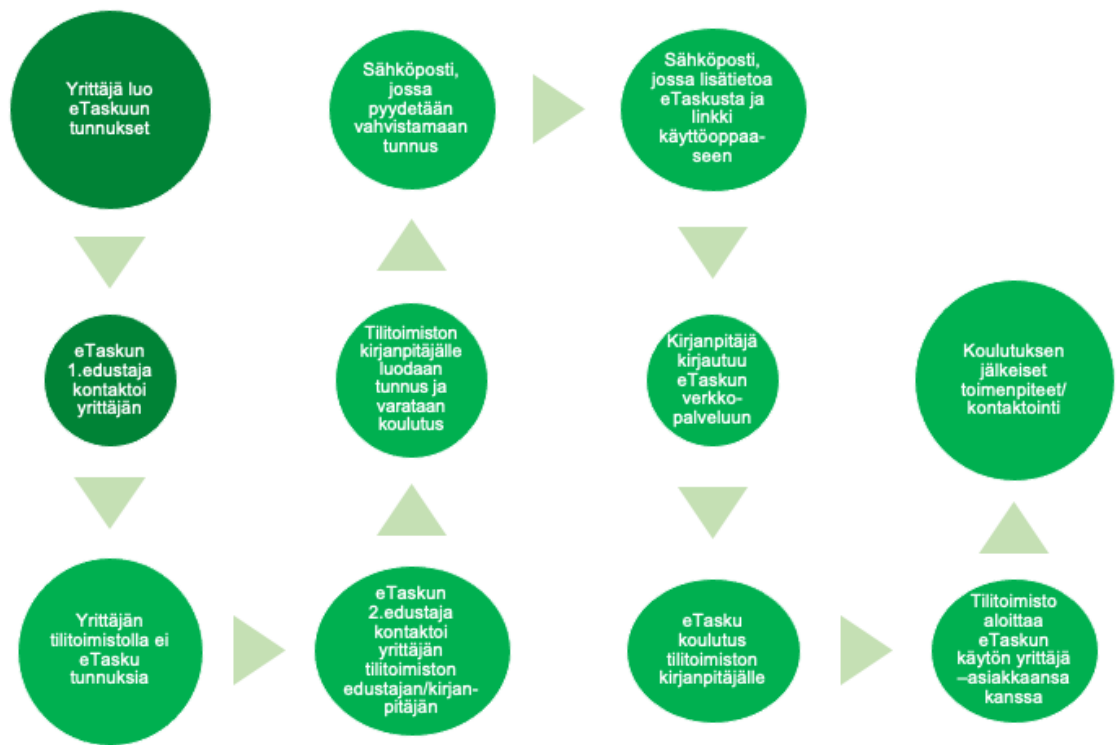 Yrittäjä luo
eTaskuun
tunnukset
eTaskun
1.edustaja
kontaktoi
yrittäjän
Yrittäjän
tilitoimistolla ei
eTasku
tunnuksia
eTaskun
2.edustaja
kontaktoi
yrittäjän
tilitoimiston
edustajan/kirjan-
pitäjän
Tilitoimiston
kirjanpitäjälle
luodaan
tunnus ja
varataan
koulutus
Sähköposti,
jossa
pyydetään
vahvistamaan
tunnus
Sähköposti,
jossa lisätietoa
eTaskusta ja
linkki
käyttöoppaa-
seen
Kirjanpitäjä
kirjautuu
eTaskun
verkko-
palveluun
eTasku
koulutus
tilitoimiston
kirjanpitäjälle
Tilitoimisto
aloittaa
eTaskun
käytön yrittäjä
–asiakkaansa
kanssa
Koulutuksen
jälkeiset
toimenpiteet/
kontaktointi